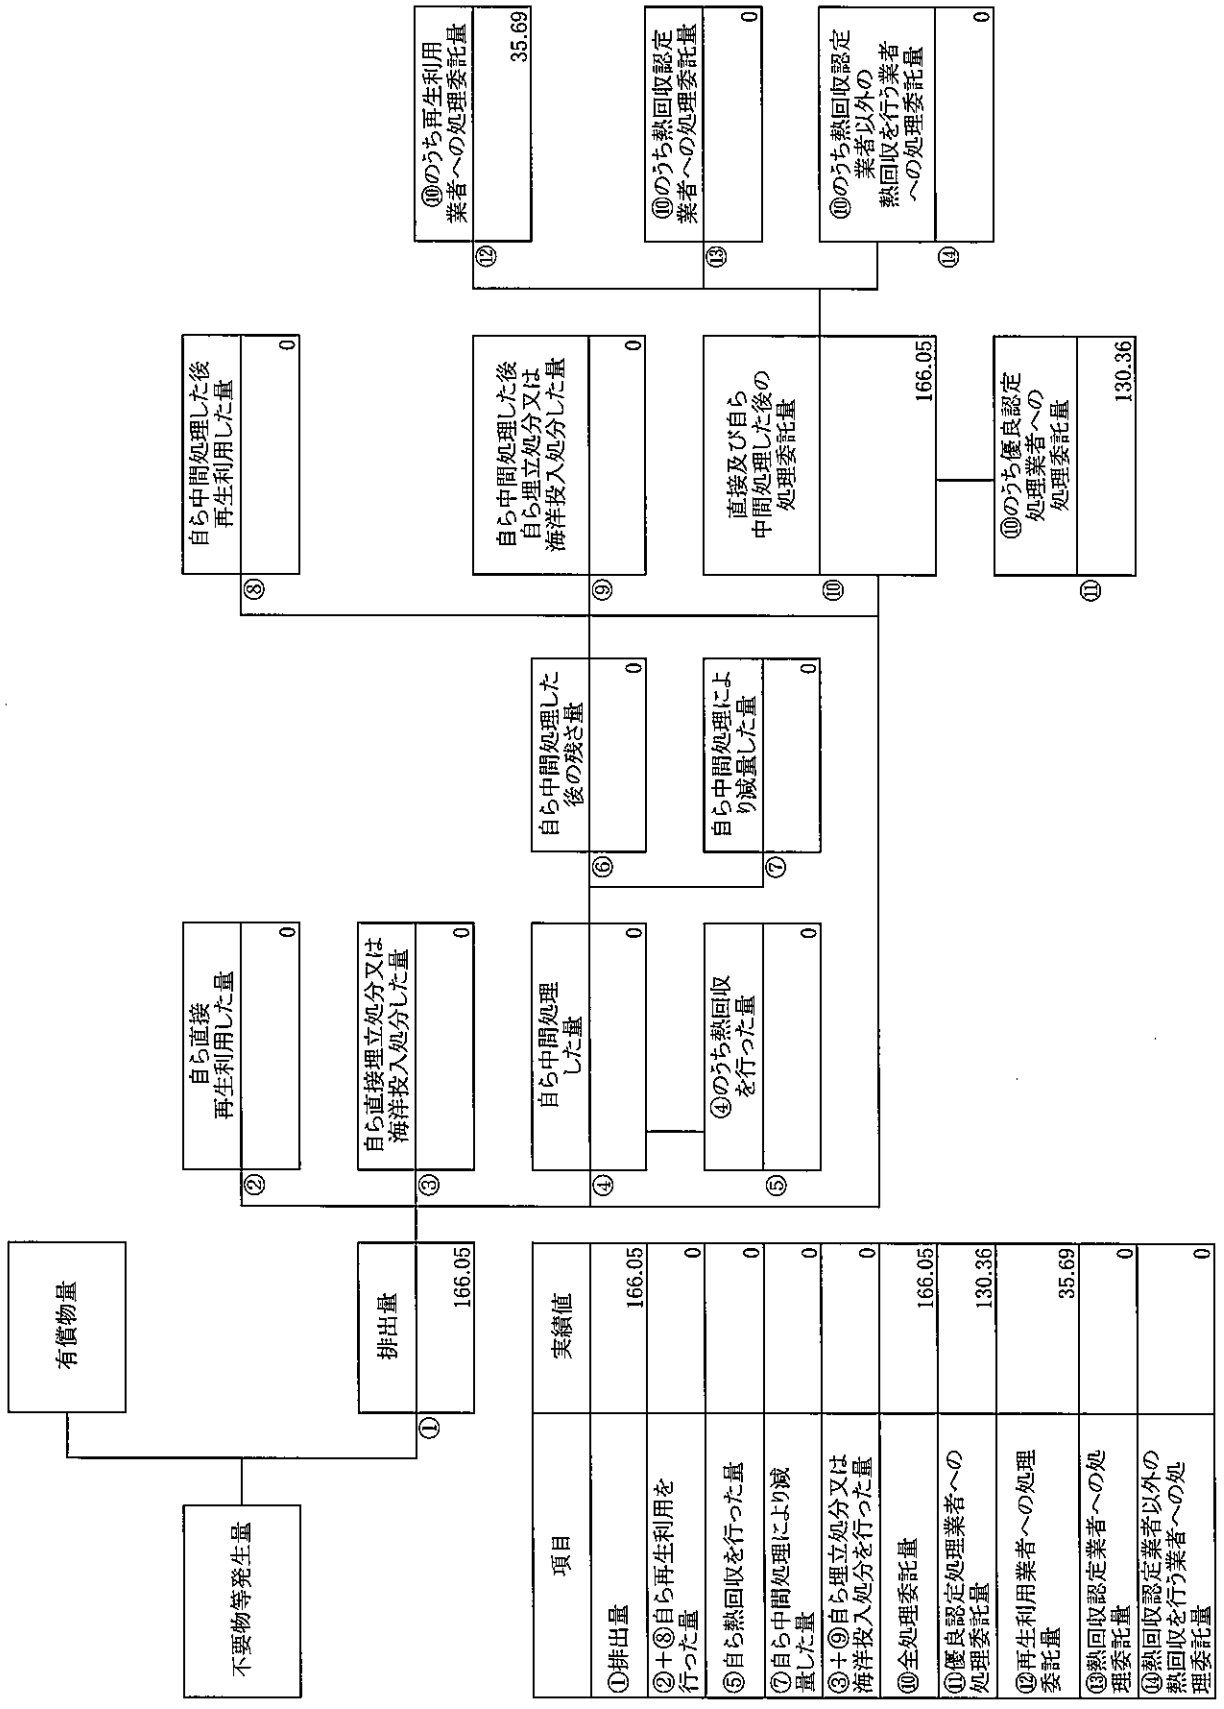 有償物量
不要物等発生量
①
排出量
166.05
②
自ら直接
再生利用した量
0
③
自ら直接埋立処分又は
海洋投入処分した量
0
④
自ら中間処理
した量
0
⑤
④のうち熱回収
を行った量
0
⑥
自ら中間処理した
後の残さ量
0
⑦
自ら中間処理によ
り減量した量
0
⑧
自ら中間処理した後
再生利用した量
0
⑨
自ら中間処理した後
自ら埋立処分又は
海洋投入処分した量
0
⑩
直接及び自ら
中間処理した後の
処理委託量
166.05
⑪
⑩のうち優良認定
処理業者への
処理委託量
130.36
⑫
⑩のうち再生利用
業者への処理委託量
35.69
⑬
⑩のうち熱回収認定
業者への処理委託量
0
⑭
⑩のうち熱回収認定
業者以外の
熱回収を行う業者
への処理委託量
0
項目 実績値
①排出量 166.05
②+⑧自ら再生利用を
行った量 0
⑤自ら熱回収を行った量 0
⑦自ら中間処理により減
量した量 0
③+⑨自ら埋立処分又は
海洋投入処分を行った量 0
⑩全処理委託量 166.05
⑪優良認定処理業者への
処理委託量 130.36
⑫再生利用業者への処理
委託量 35.69
⑬熱回収認定業者への処
理委託量 0
⑭熱回収認定業者以外の
熱回収を行う業者への処
理委託量 0